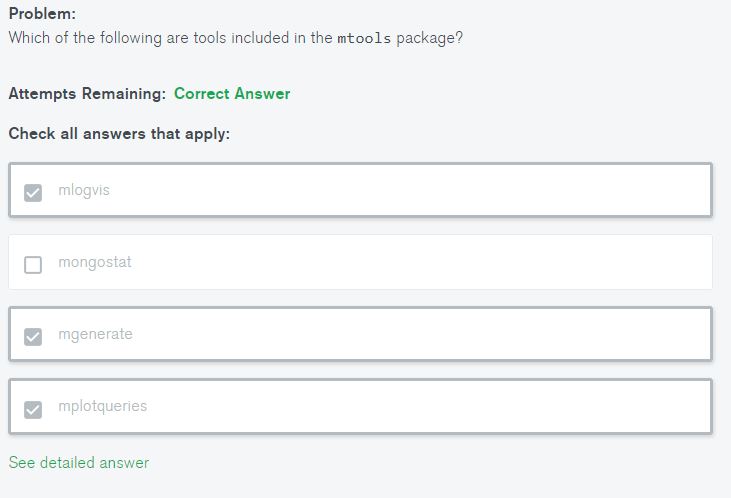 Problem:
Which of the following are tools included in the mtools package?
Attempts Remaining: Correct Answer
Check all answers that apply:
mlogvis
mongostat
mgenerate
mplotqueries
See detailed answer